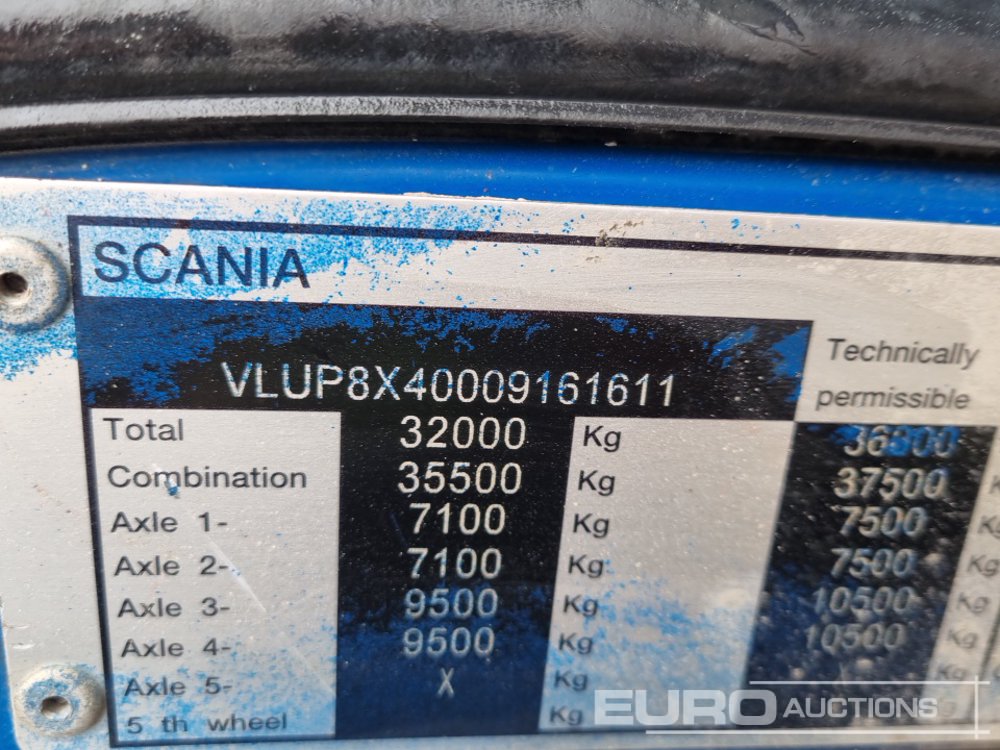 SCANIA
Technically
permissible
VLUP8X40009161611
Total 32000 Kg 36000
Combination 35500 Kg 37500
Axle 1- 7100 Kg 7500 Kg
Axle 2- 7100 Kg 7500 Kg
Axle 3- 9500 Kg 10500 Kg
Axle 4- 9500 Kg 10500 Kg
Axle 5- X Kg Kg
5 th wheel Kg
EURO AUCTIONS